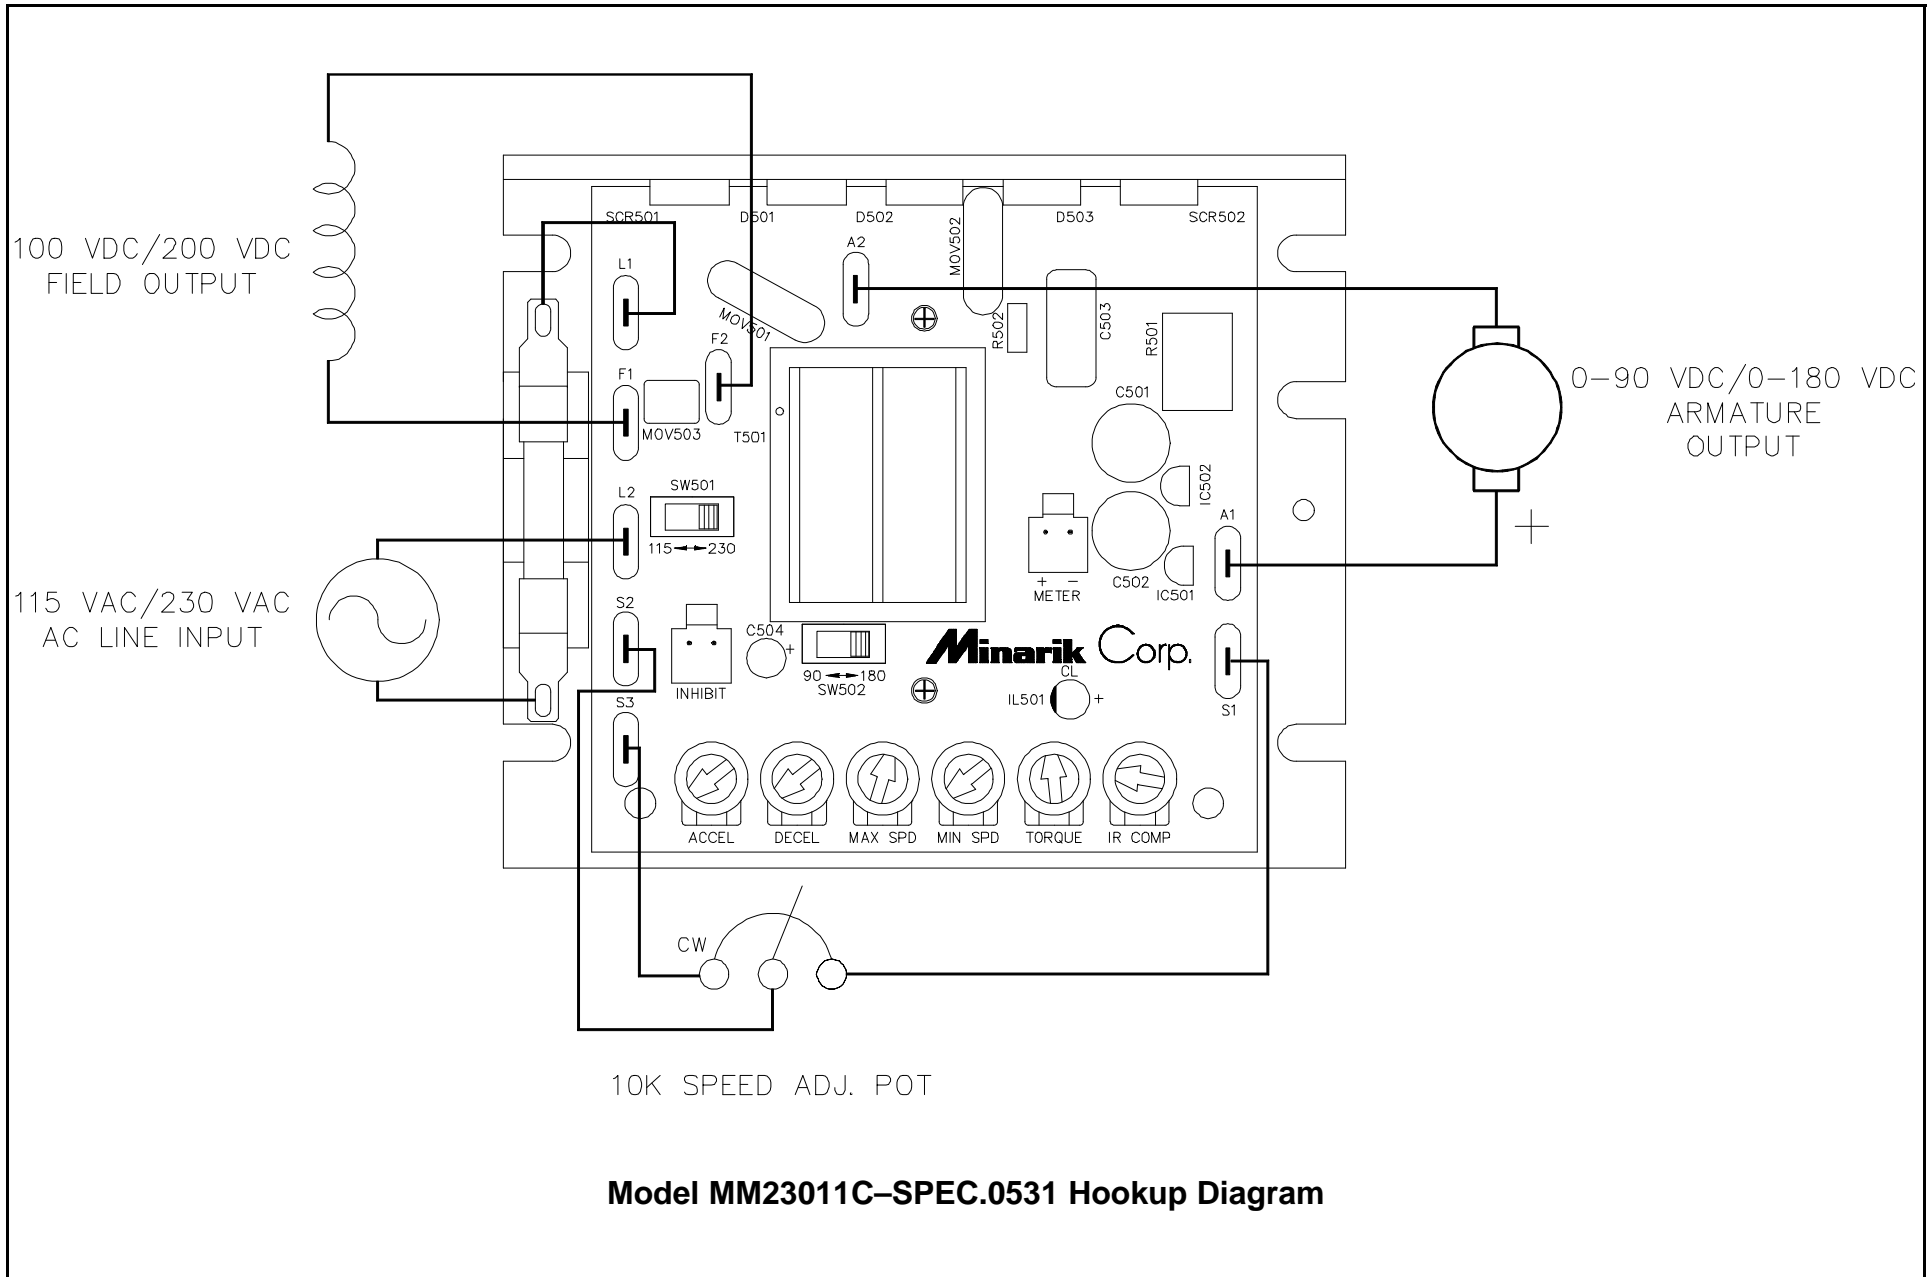 SCR501
D501
D502
MOV502
D503
SCR502
100 VDC/200 VDC
FIELD OUTPUT
L1
A2
MOV501
R502
C503
R501
F2
F1
MOV503
T501
C501
0-90 VDC/0-180 VDC
ARMATURE
OUTPUT
L2
SW501
115 230
IC502
A1
+
+ -
METER
C502
IC501
115 VAC/230 VAC
AC LINE INPUT
S2
INHIBIT
C504
+
90 180
SW502
Minarik Corp.
CL
IL501
+
S1
S3
ACCEL
DECEL
MAX SPD
MIN SPD
TORQUE
IR COMP
CW
10K SPEED ADJ. POT
Model MM23011C–SPEC.0531 Hookup Diagram